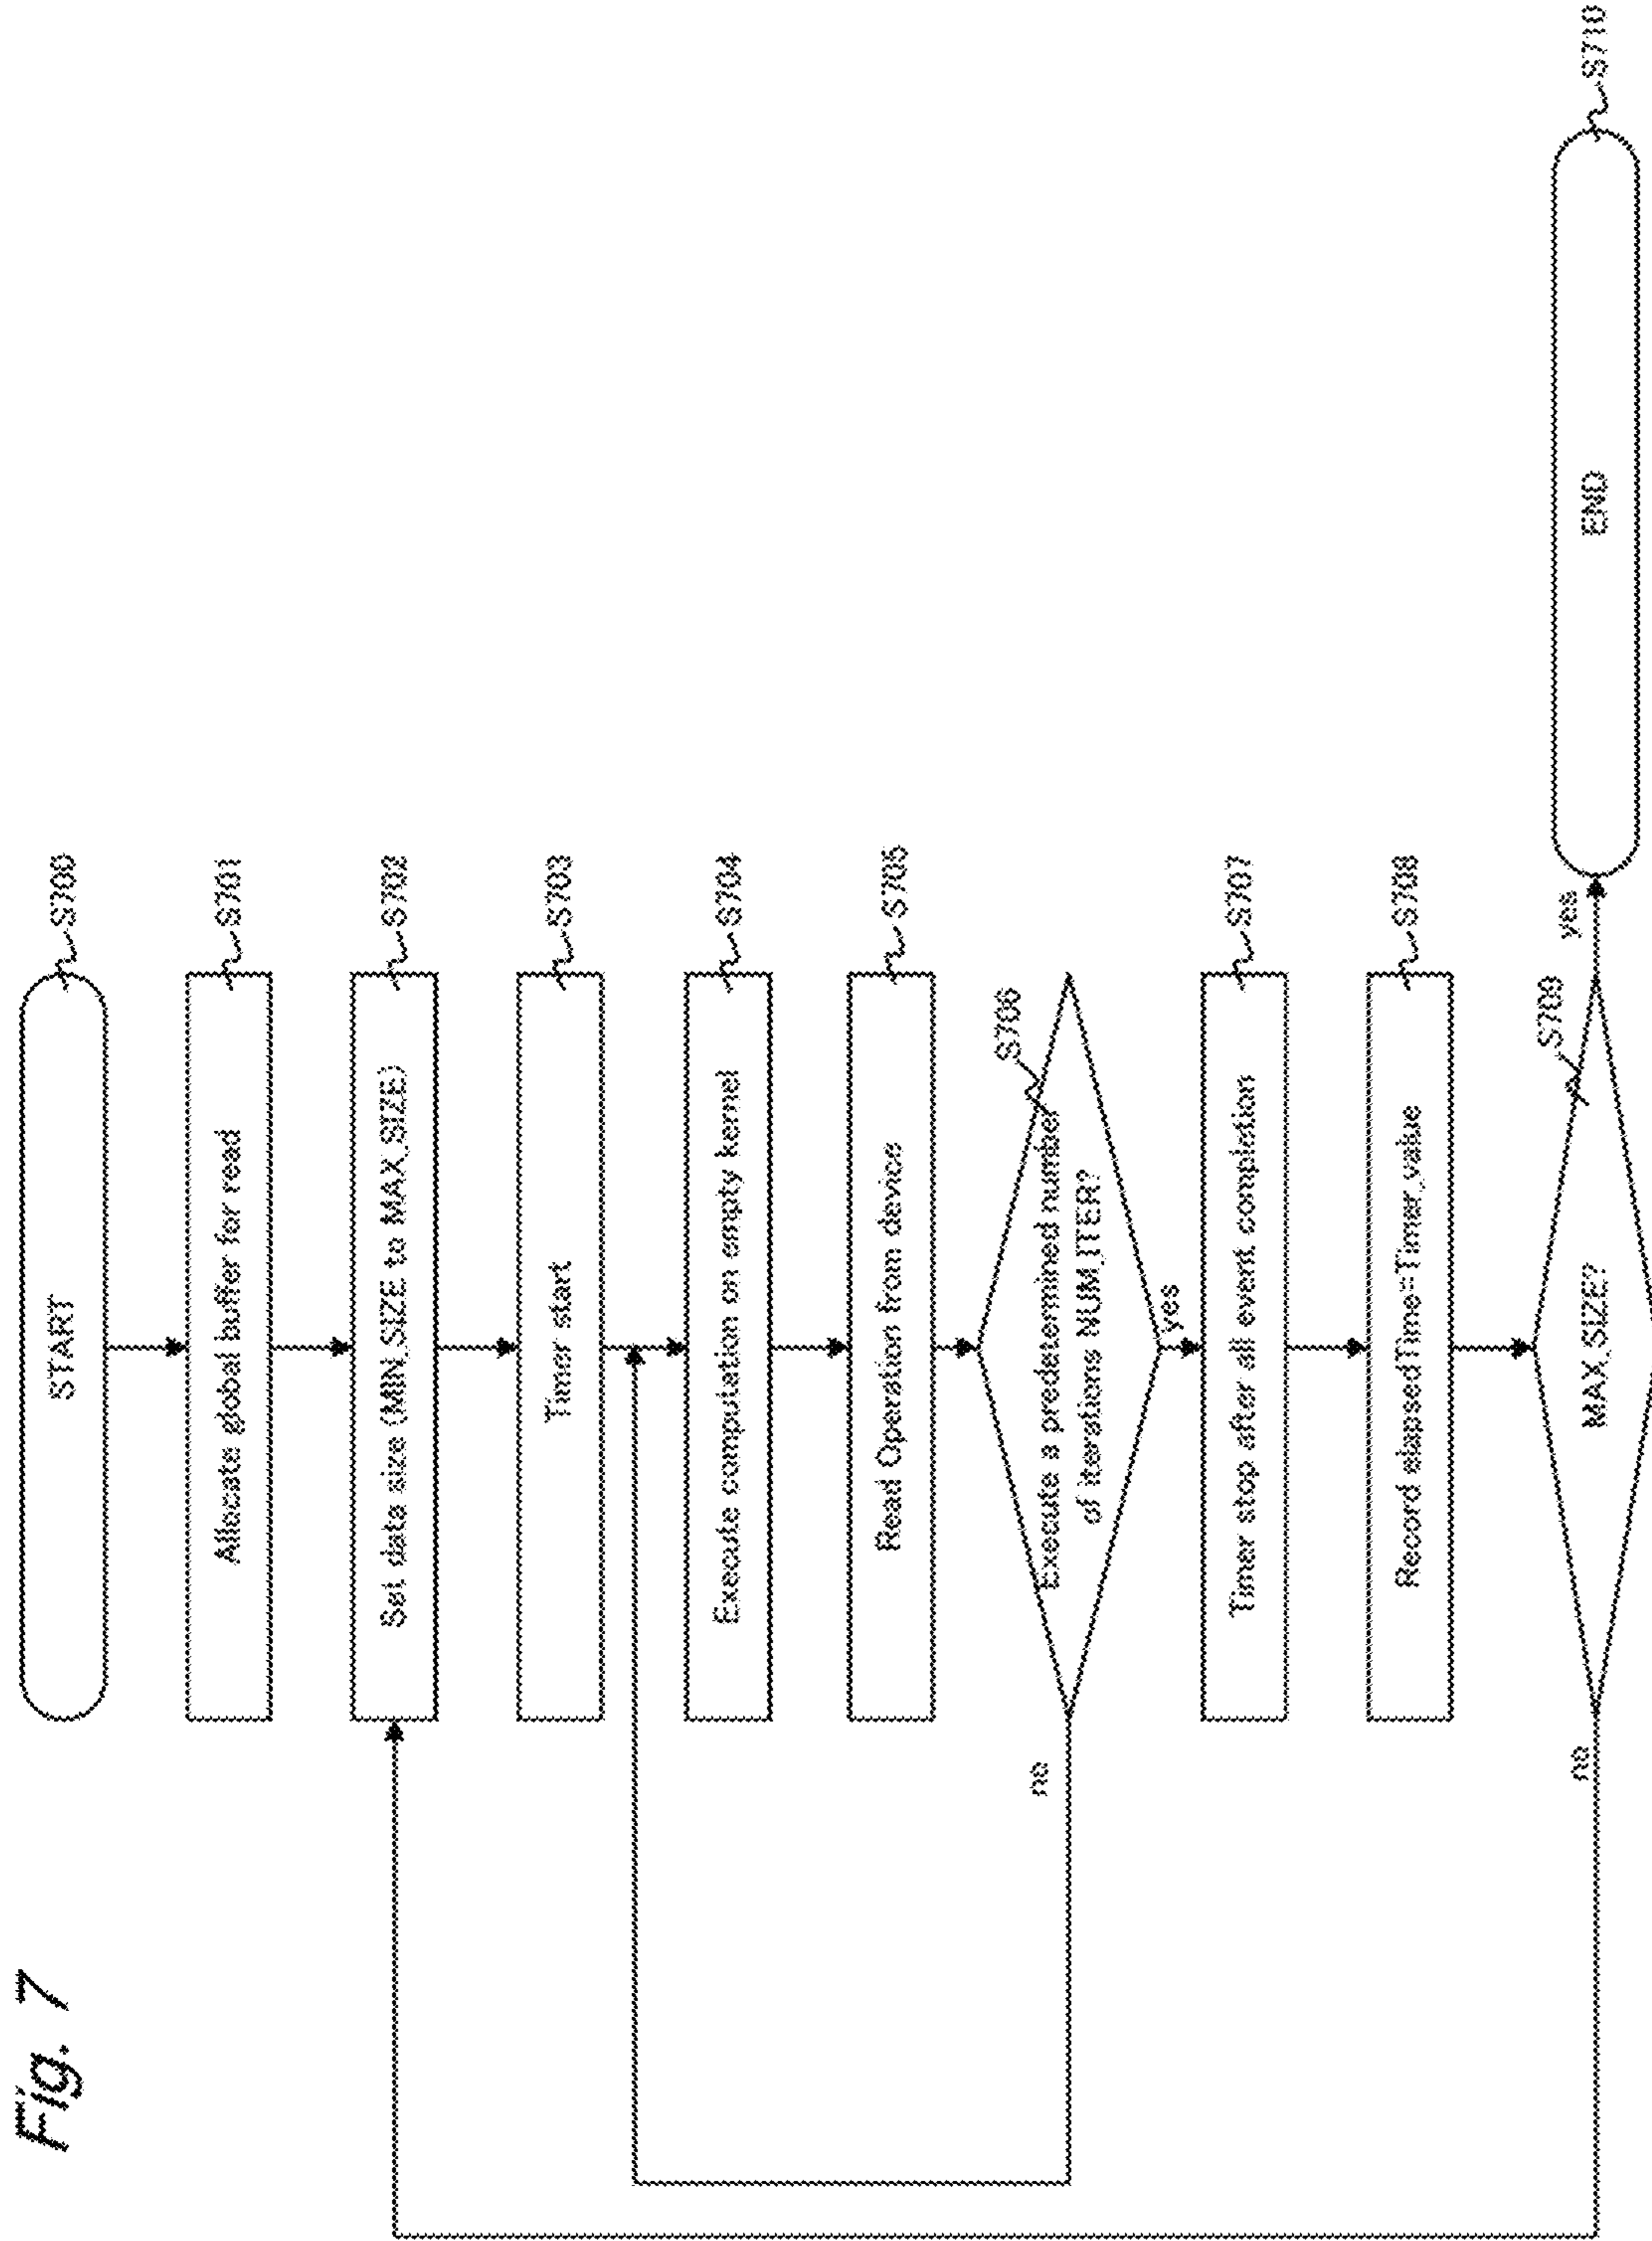 Fig. 7
START
S700
Allocate global buffer for read
S701
Set data size (MIN_SIZE to MAX_SIZE)
S702
Timer start
S703
Execute computation on empty kernel
S704
Read Operation from device
S705
S706
Execute a predetermined number
of iterations NUM_ITER?
no
yes
Timer stop after all event completion
S707
Record elapsedTime=Timer_value
S708
S709
MAX_SIZE?
no
yes
END
S710